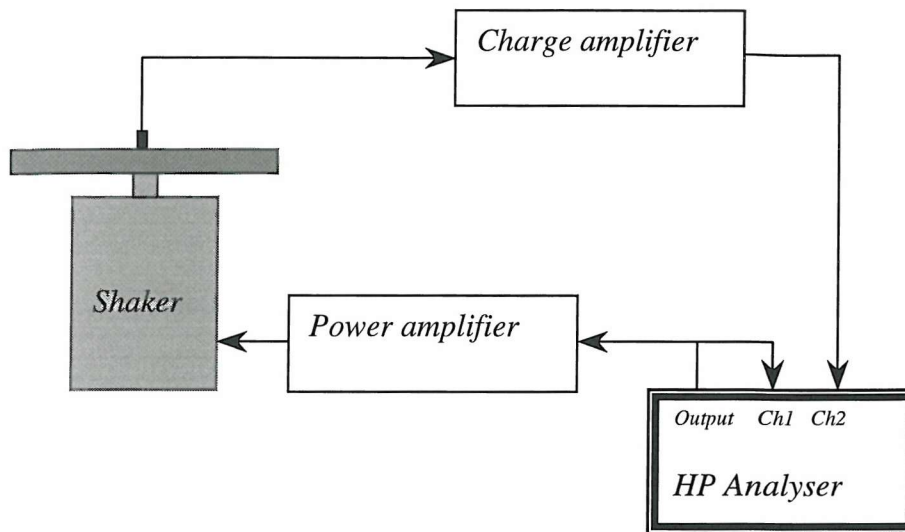 Charge amplifier
Shaker
Power amplifier
Output Ch1 Ch2
HP Analyser